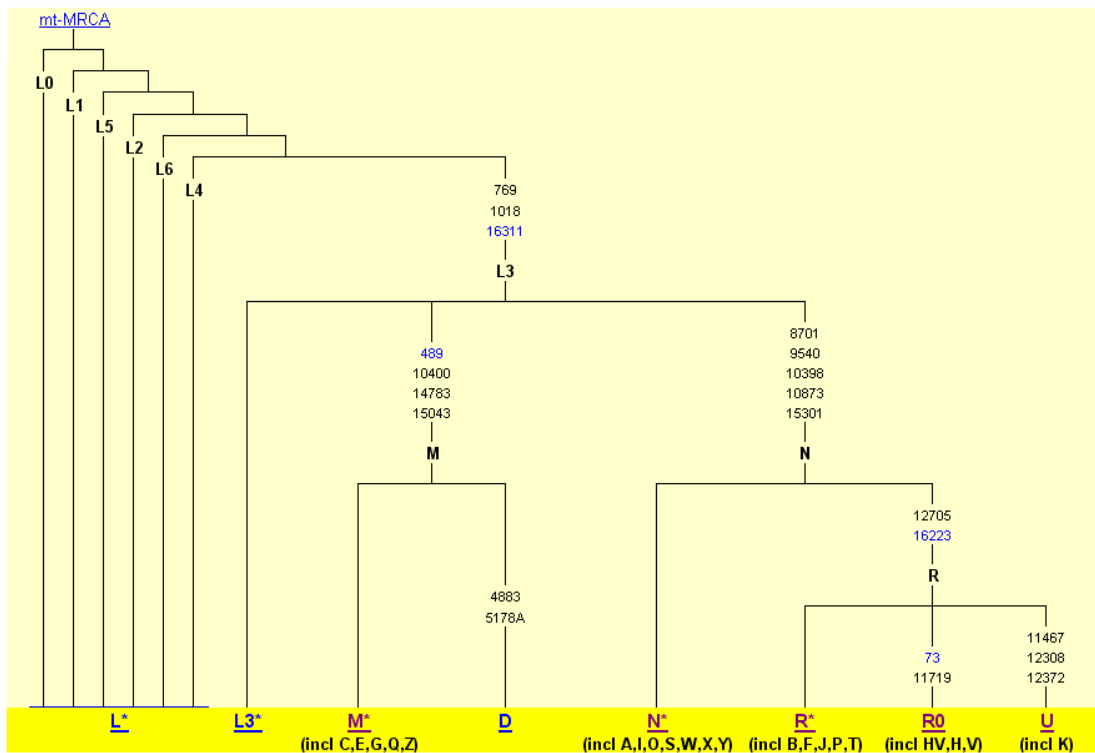 mt-MRCA
L0
L1
L5
L2
L6
L4
769
1018
16311
L3
489
10400
14783
15043
M
8701
9540
10398
10873
15301
N
12705
16223
R
4883
5178A
73
11719
11467
12308
12372
L* L3* M* D N* R* R0 U
(incl C,E,G,Q,Z) (incl A,I,O,S,W,X,Y) (incl B,F,J,P,T) (incl HV,H,V) (incl K)